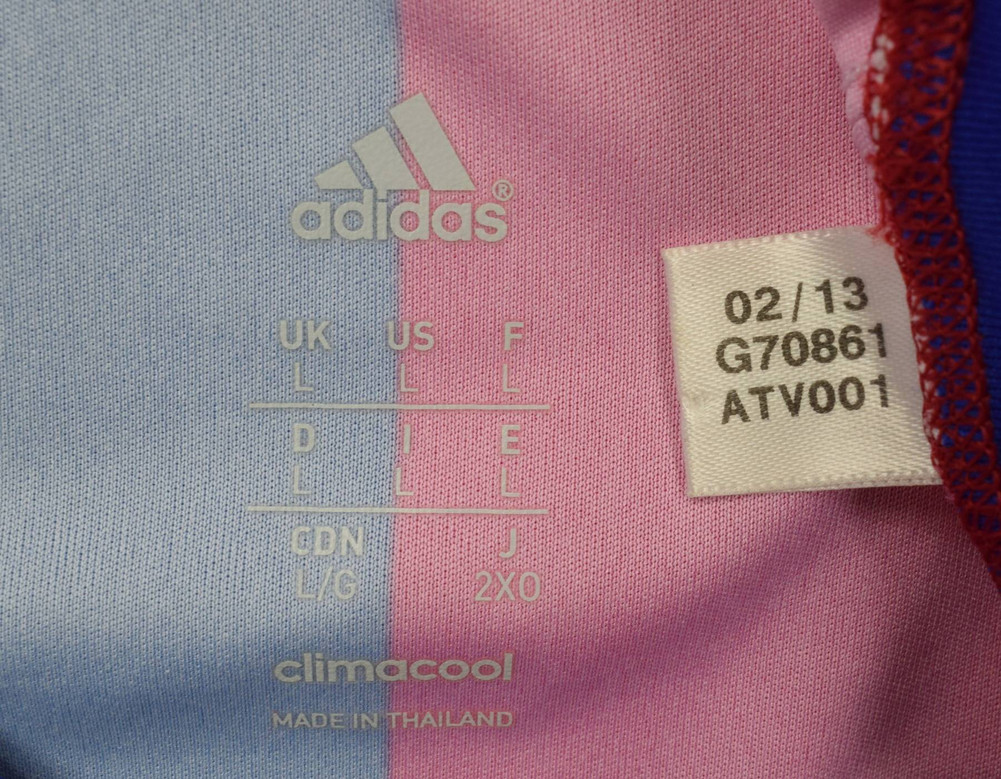 adidas®
UK US F
L L L
D I E
L L L
CDN J
L/G 2XO
climacool
MADE IN THAILAND
02/13
G70861
ATV001